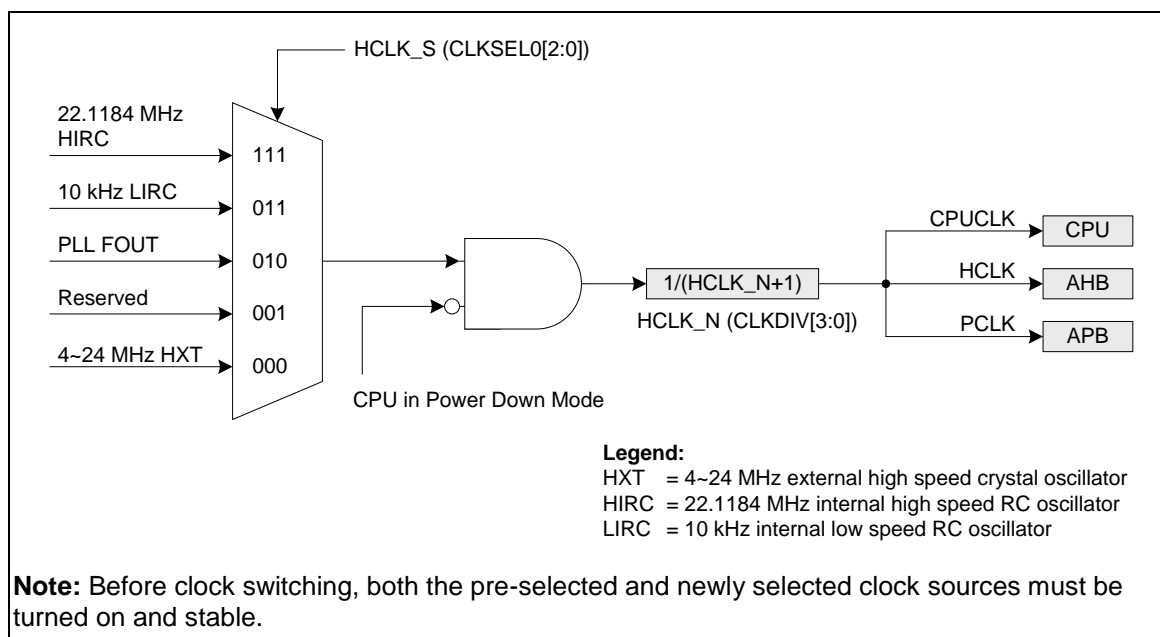 HCLK_S (CLKSEL0[2:0])
22.1184 MHz
HIRC
111
10 kHz LIRC
011
PLL FOUT
010
Reserved
001
4~24 MHz HXT
000
CPU in Power Down Mode
1/(HCLK_N+1)
HCLK_N (CLKDIV[3:0])
CPUCLK
CPU
HCLK
AHB
PCLK
APB
Legend:
HXT = 4~24 MHz external high speed crystal oscillator
HIRC = 22.1184 MHz internal high speed RC oscillator
LIRC = 10 kHz internal low speed RC oscillator
Note: Before clock switching, both the pre-selected and newly selected clock sources must be
turned on and stable.